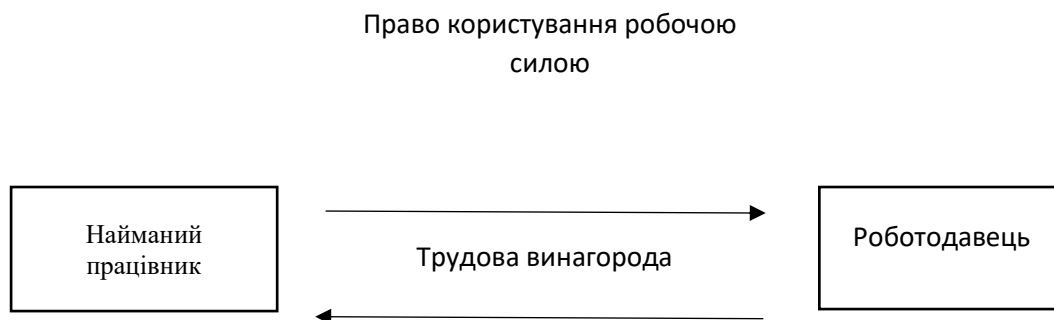 Право користування робочою
силою
Найманий
працівник
Трудова винагорода
Роботодавець